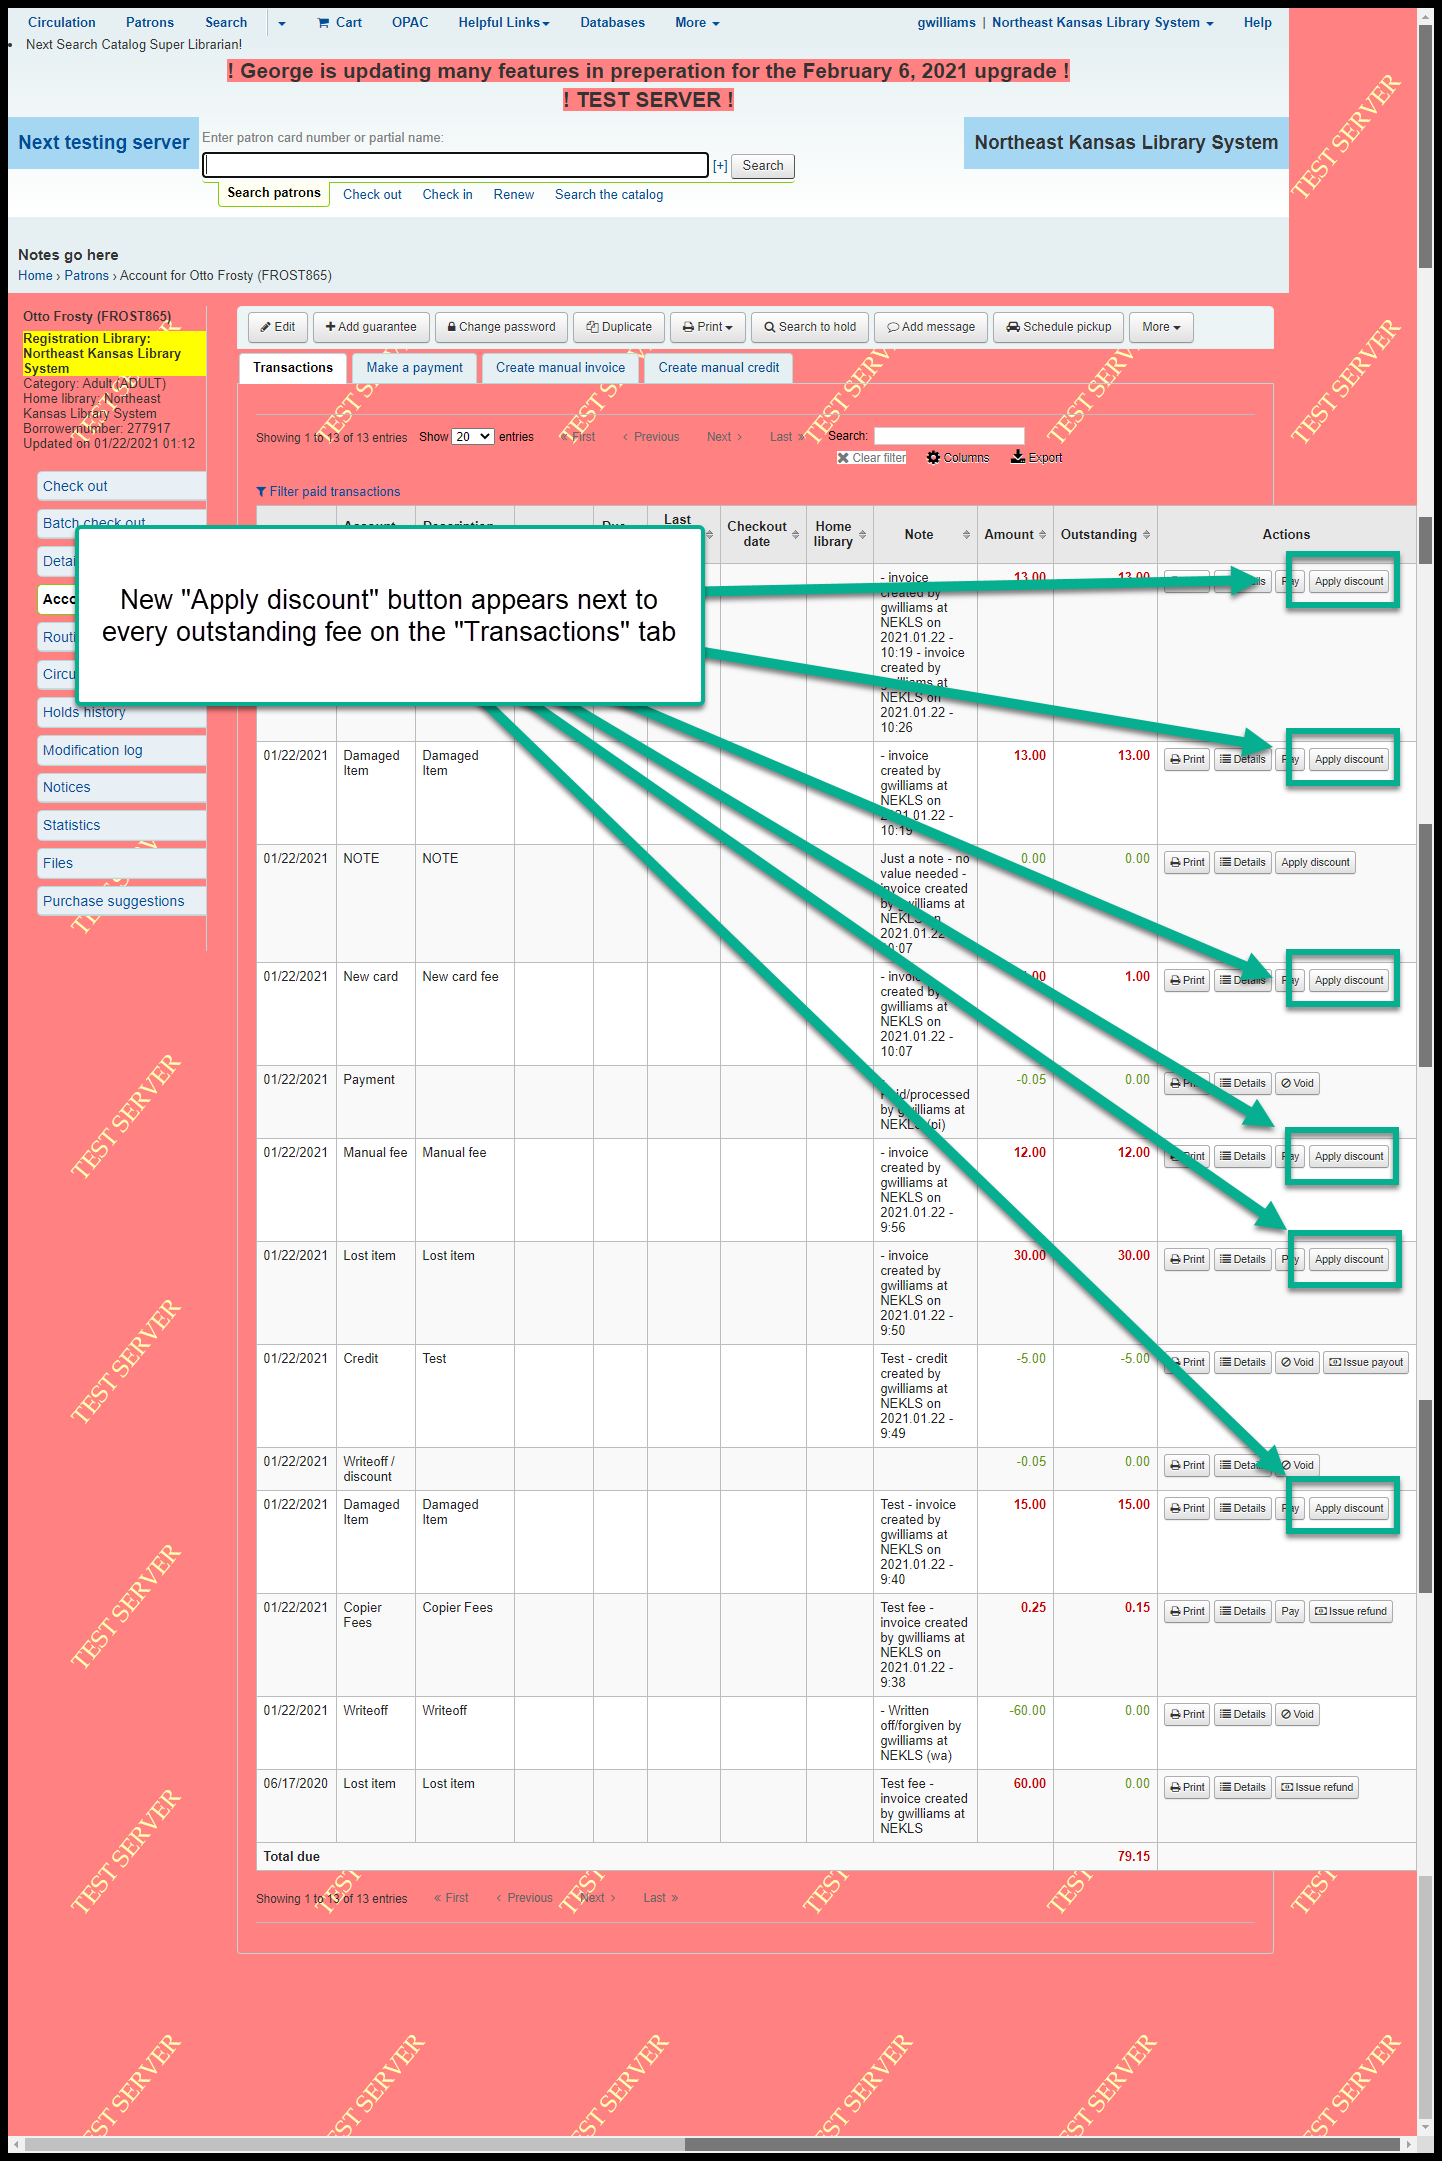 Circulation Patrons Search Cart OPAC Helpful Links Databases More gwilliams | Northeast Kansas Library System Help
Next Search Catalog Super Librarian!
! George is updating many features in preperation for the February 6, 2021 upgrade !
! TEST SERVER !
Next testing server
Enter patron card number or partial name:
Northeast Kansas Library System
[+] Search
Search patrons Check out Check in Renew Search the catalog
Notes go here
Home › Patrons › Account for Otto Frosty (FROST865)
Otto Frosty (FROST865)
Registration Library:
Northeast Kansas Library
System
Category: Adult (ADULT)
Home library: Northeast
Kansas Library System
Borrowernumber: 277917
Updated on 01/22/2021 01:12
Check out
Batch check out
Holds history
Modification log
Notices
Statistics
Files
Purchase suggestions
Edit Add guarantee Change password Duplicate Print Search to hold Add message Schedule pickup More
Transactions Make a payment Create manual invoice Create manual credit
Showing 1 to 13 of 13 entries Show 20 entries « First ‹ Previous Next › Last » Search:
Clear filter Columns Export
Filter paid transactions
Last Checkout date Home library Note Amount Outstanding Actions
New "Apply discount" button appears next to
every outstanding fee on the "Transactions" tab
- invoice 13.00 13.00 Pay Apply discount
created by
gwilliams at
NEKLS on
2021.01.22 -
10:19 - invoice
created by
gwilliams at
NEKLS on
2021.01.22 -
10:26
01/22/2021 Damaged Item Damaged Item - invoice 13.00 13.00 Print Details Pay Apply discount
created by
gwilliams at
NEKLS on
2021.01.22 -
10:19
01/22/2021 NOTE NOTE Just a note - no 0.00 0.00 Print Details Apply discount
value needed -
invoice created
by gwilliams at
NEKLS on
2021.01.22 -
10:07
01/22/2021 New card New card fee - invoice 1.00 Print Details Pay Apply discount
created by
gwilliams at
NEKLS on
2021.01.22 -
10:07
01/22/2021 Payment -0.05 0.00 Print Details Void
Paid/processed
by gwilliams at
NEKLS (pi)
01/22/2021 Manual fee Manual fee - invoice 12.00 12.00 Print Details Pay Apply discount
created by
gwilliams at
NEKLS on
2021.01.22 -
9:56
01/22/2021 Lost item Lost item - invoice 30.00 30.00 Print Details Pay Apply discount
created by
gwilliams at
NEKLS on
2021.01.22 -
9:50
01/22/2021 Credit Test Test - credit -5.00 -5.00 Print Details Void Issue payout
created by
gwilliams at
NEKLS on
2021.01.22 -
9:49
01/22/2021 Writeoff / discount -0.05 0.00 Print Details Void
01/22/2021 Damaged Item Damaged Item Test - invoice 15.00 15.00 Print Details Pay Apply discount
created by
gwilliams at
NEKLS on
2021.01.22 -
9:40
01/22/2021 Copier Fees Copier Fees Test fee - 0.25 0.15 Print Details Pay Issue refund
invoice created
by gwilliams at
NEKLS on
2021.01.22 -
9:38
01/22/2021 Writeoff Writeoff - Written -60.00 0.00 Print Details Void
off/forgiven by
gwilliams at
NEKLS (wa)
06/17/2020 Lost item Lost item Test fee - 60.00 0.00 Print Details Issue refund
invoice created
by gwilliams at
NEKLS
Total due 79.15
Showing 1 to 13 of 13 entries « First ‹ Previous Next › Last »
TEST SERVER
TEST SERVER
TEST SERVER
TEST SERVER
TEST SERVER
TEST SERVER
TEST SERVER
TEST SERVER
TEST SERVER